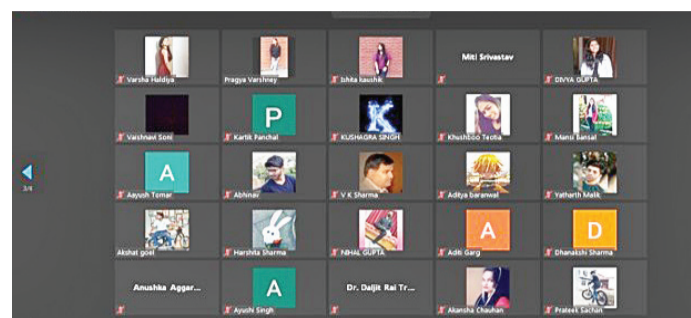 Miti Srivastav
Varsha Haldiya
Pragya Varshney
Ishita kaushik
DIVYA GUPTA
P
K
Vaishnavi Soni
Kartik Panchal
KUSHAGRA SINGH
Khushboo Teotia
Mansi Bansal
3/4
A
Aayush Tomar
Abhinav
V K Sharma
Aditya baranwal
Yatharth Malik
A
D
Akshat goel
Harshita Sharma
NIHAL GUPTA
Aditi Garg
Dhanakshi Sharma
Anushka Aggar...
A
Dr. Daljit Rai Tr...
Ayushi Singh
Akansha Chauhan
Prateek Sachan